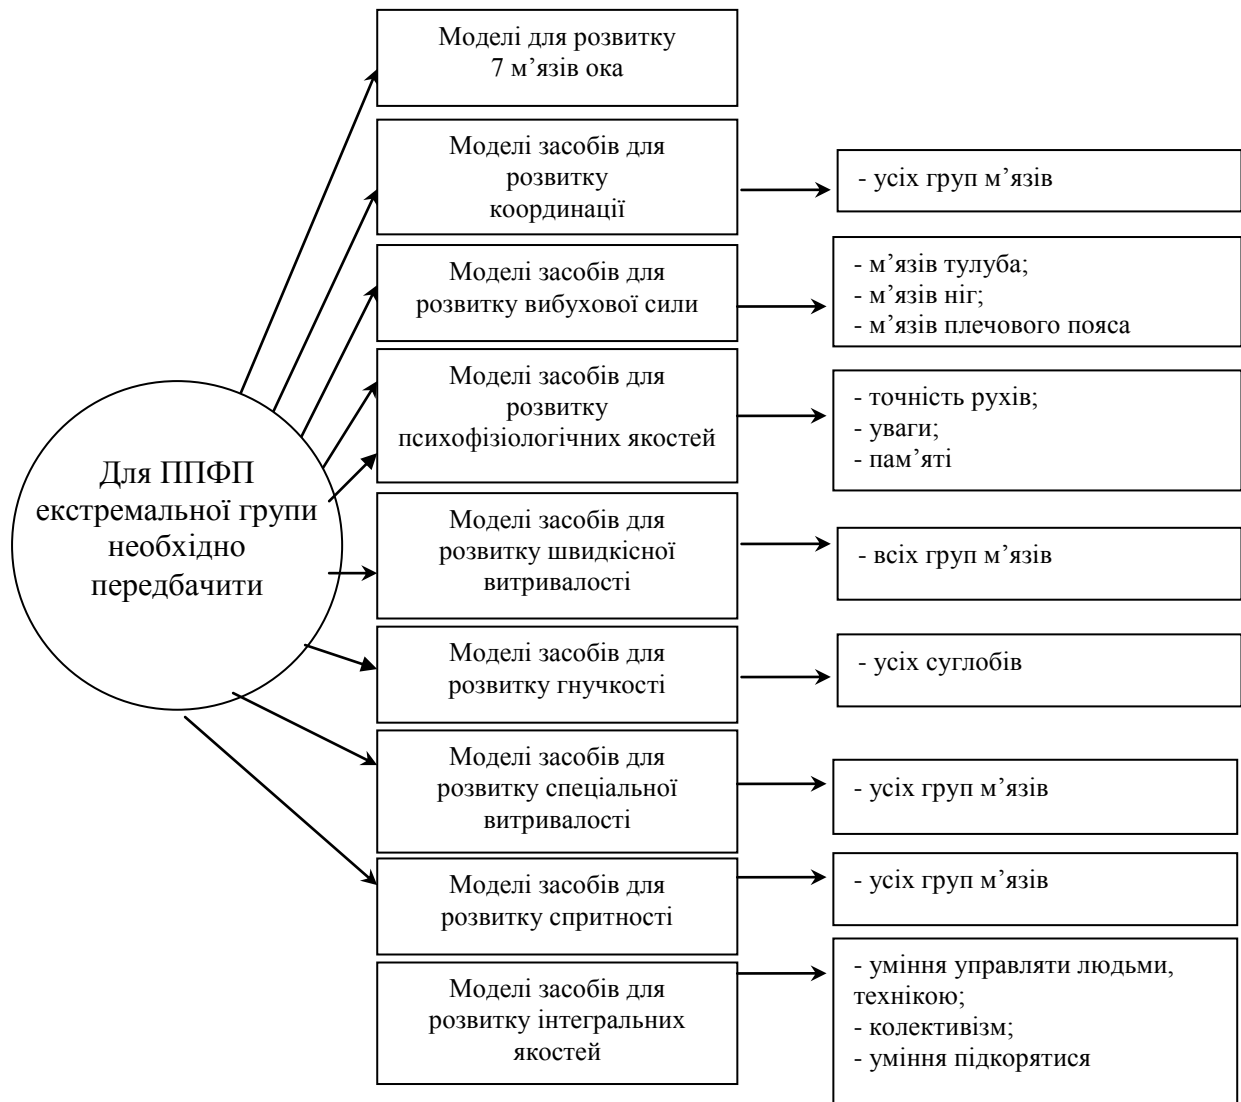 Для ППФП
екстремальної групи
необхідно
передбачити
Моделі для розвитку
7 м’язів ока
Моделі засобів для
розвитку
координації
- усіх груп м’язів
Моделі засобів для
розвитку вибухової сили
- м’язів тулуба;
- м’язів ніг;
- м’язів плечового пояса
Моделі засобів для
розвитку
психофізіологічних якостей
- точність рухів;
- уваги;
- пам’яті
Моделі засобів для
розвитку швидкісної
витривалості
- всіх груп м’язів
Моделі засобів для
розвитку гнучкості
- усіх суглобів
Моделі засобів для
розвитку спеціальної
витривалості
- усіх груп м’язів
Моделі засобів для
розвитку спритності
- усіх груп м’язів
Моделі засобів для
розвитку інтегральних
якостей
- уміння управляти людьми,
технікою;
- колективізм;
- уміння підкорятися